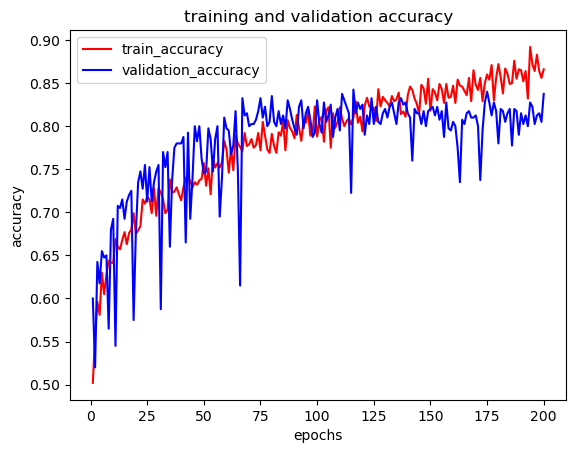 training and validation accuracy
train_accuracy
validation_accuracy
0.90
0.85
0.80
0.75
0.70
0.65
0.60
0.55
0.50
accuracy
0 25 50 75 100 125 150 175 200
epochs